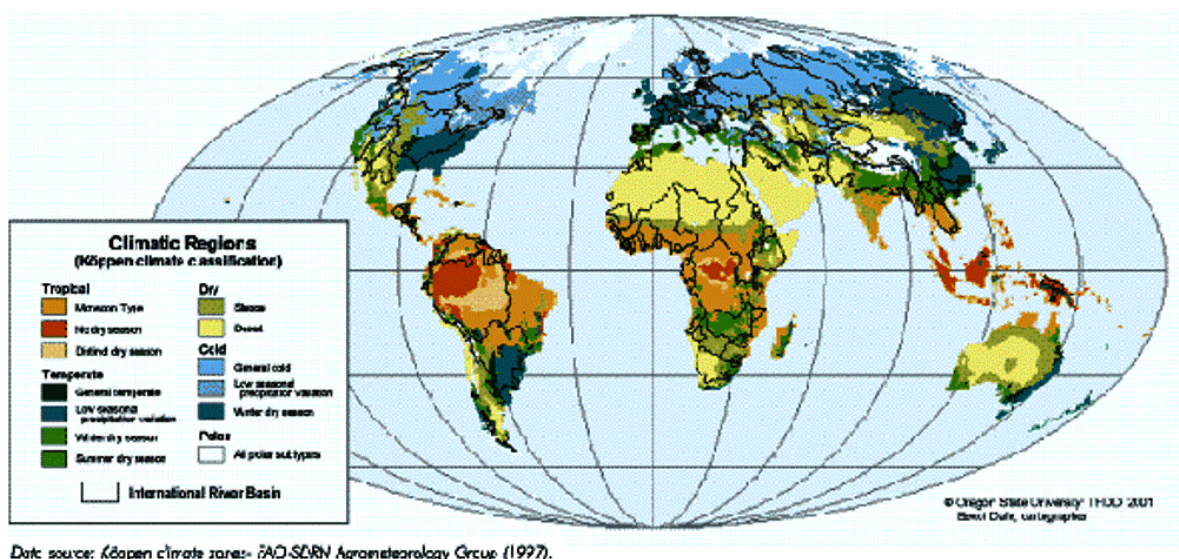 Climatic Regions
(Köppen climate classification)
Tropical
Monsoon Type
No dry season
Distind dry season
Temperate
General temperate
Low seasonal
precipitation variation
Winter dry season
Summer dry season
Dry
Steppe
Desert
Cold
General cold
Low seasonal
precipitation variation
Winter dry season
Polar
All polar subtypes
International River Basin
© Oregon State University TFDD 2001
cartographer
Data source: Köppen climate zones- FAO-SDRN Agrometeorology Group (1997).